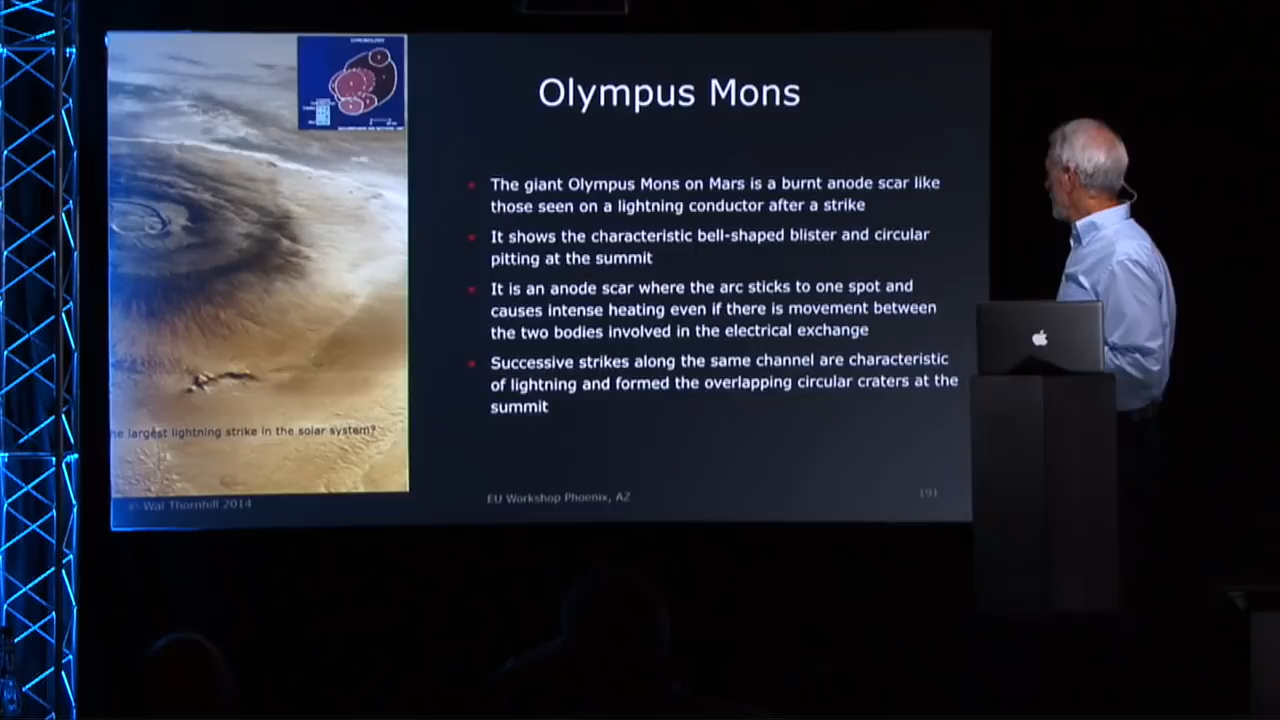 Olympus Mons
The giant Olympus Mons on Mars is a burnt anode scar like
those seen on a lightning conductor after a strike
It shows the characteristic bell-shaped blister and circular
pitting at the summit
It is an anode scar where the arc sticks to one spot and
causes intense heating even if there is movement between
the two bodies involved in the electrical exchange
Successive strikes along the same channel are characteristic
of lightning and formed the overlapping circular craters at the
summit
he largest lightning strike in the solar system?
© Wal Thornhill 2014
EU Workshop Phoenix, AZ
191